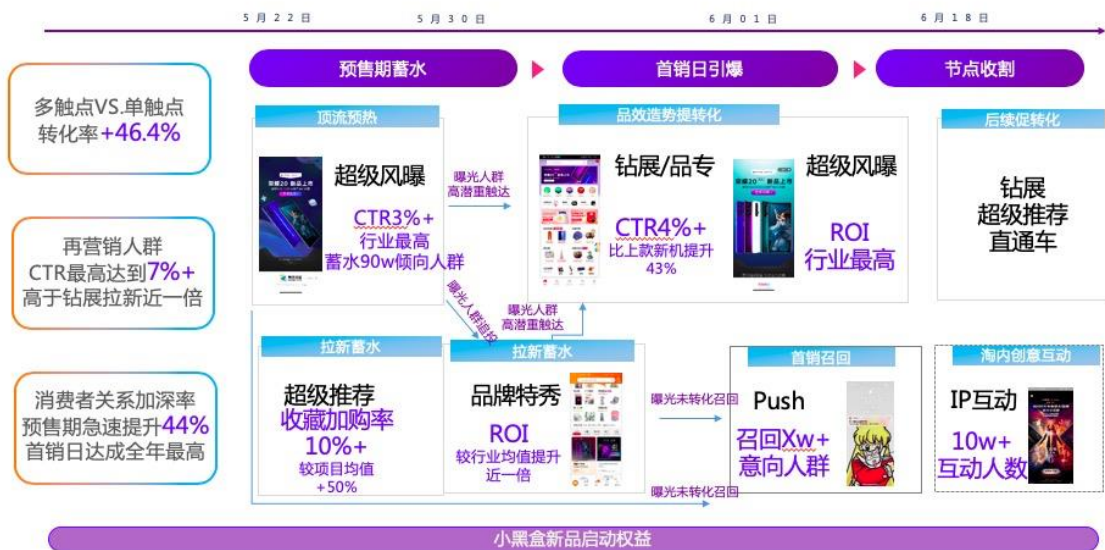 5月22日
5月30日
6月01日
6月18日
预售期蓄水
首销日引爆
节点收割
多触点VS.单触点
转化率+46.4%
再营销人群
CTR最高达到7%+
高于钻展拉新近一倍
消费者关系加深率
预售期急速提升44%
首销日达成全年最高
顶流预热
超级风曝
CTR3%+
行业最高
蓄水90w倾向人群
曝光人群
高潜重触达
品效造势提转化
钻展/品专
CTR4%+
比上款新机提升
43%
超级风曝
ROI
行业最高
后续促转化
钻展
超级推荐
直通车
曝光人群追投
曝光人群
高潜重触达
拉新蓄水
超级推荐
收藏加购率
10%+
较项目均值
+50%
拉新蓄水
品牌特秀
ROI
较行业均值提升
近一倍
曝光未转化召回
曝光未转化召回
首销召回
Push
召回Xw+
意向人群
淘内创意互动
IP互动
10w+
互动人数
小黑盒新品启动权益